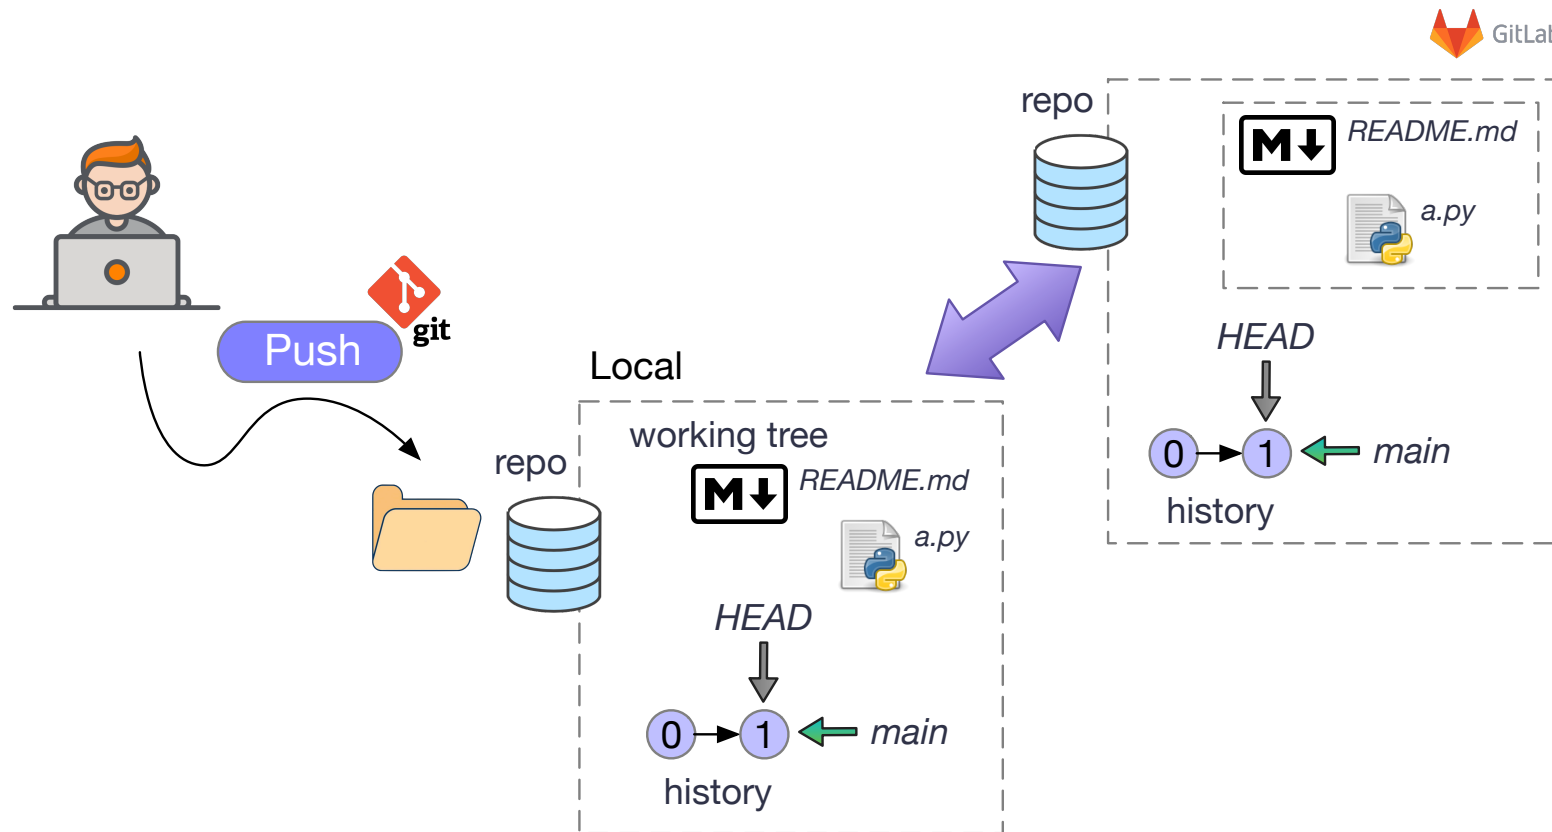 GitLab
repo
README.md
a.py
HEAD
0
1
main
history
Push
git
Local
working tree
repo
README.md
a.py
HEAD
0
1
main
history